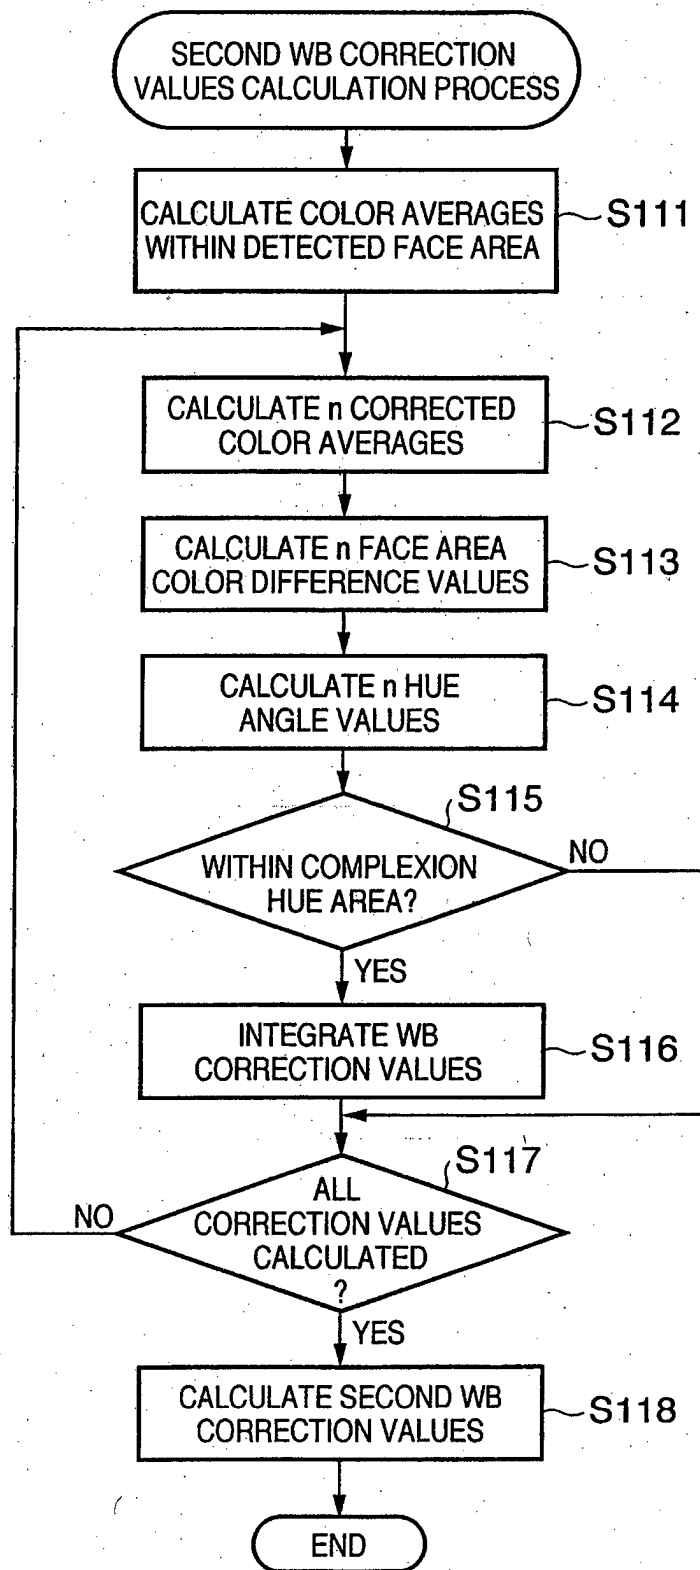 SECOND WB CORRECTION
VALUES CALCULATION PROCESS
CALCULATE COLOR AVERAGES
WITHIN DETECTED FACE AREA
S111
CALCULATE n CORRECTED
COLOR AVERAGES
S112
CALCULATE n FACE AREA
COLOR DIFFERENCE VALUES
S113
CALCULATE n HUE
ANGLE VALUES
S114
S115
WITHIN COMPLEXION
HUE AREA?
NO
YES
INTEGRATE WB
CORRECTION VALUES
S116
S117
ALL
CORRECTION VALUES
CALCULATED
?
NO
YES
CALCULATE SECOND WB
CORRECTION VALUES
S118
END